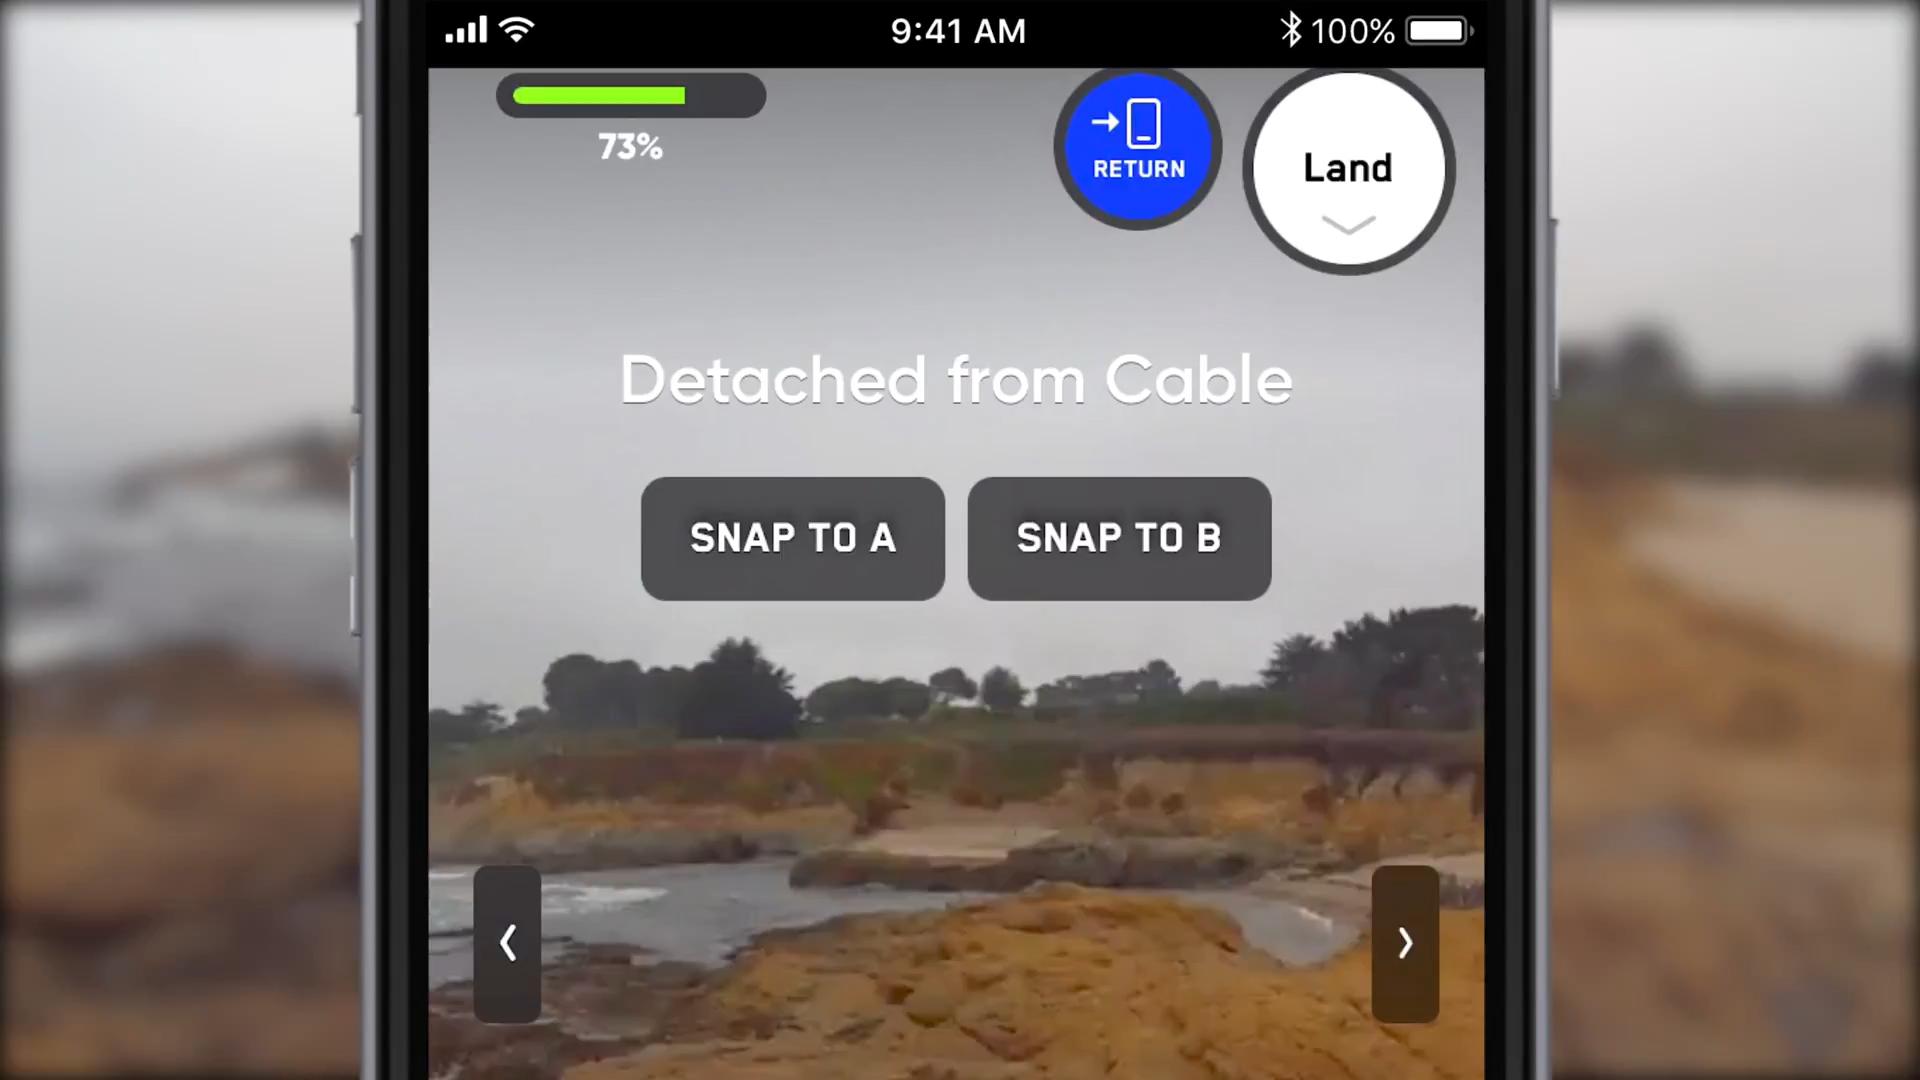 9:41 AM
100%
73%
RETURN
Land
Detached from Cable
SNAP TO A
SNAP TO B